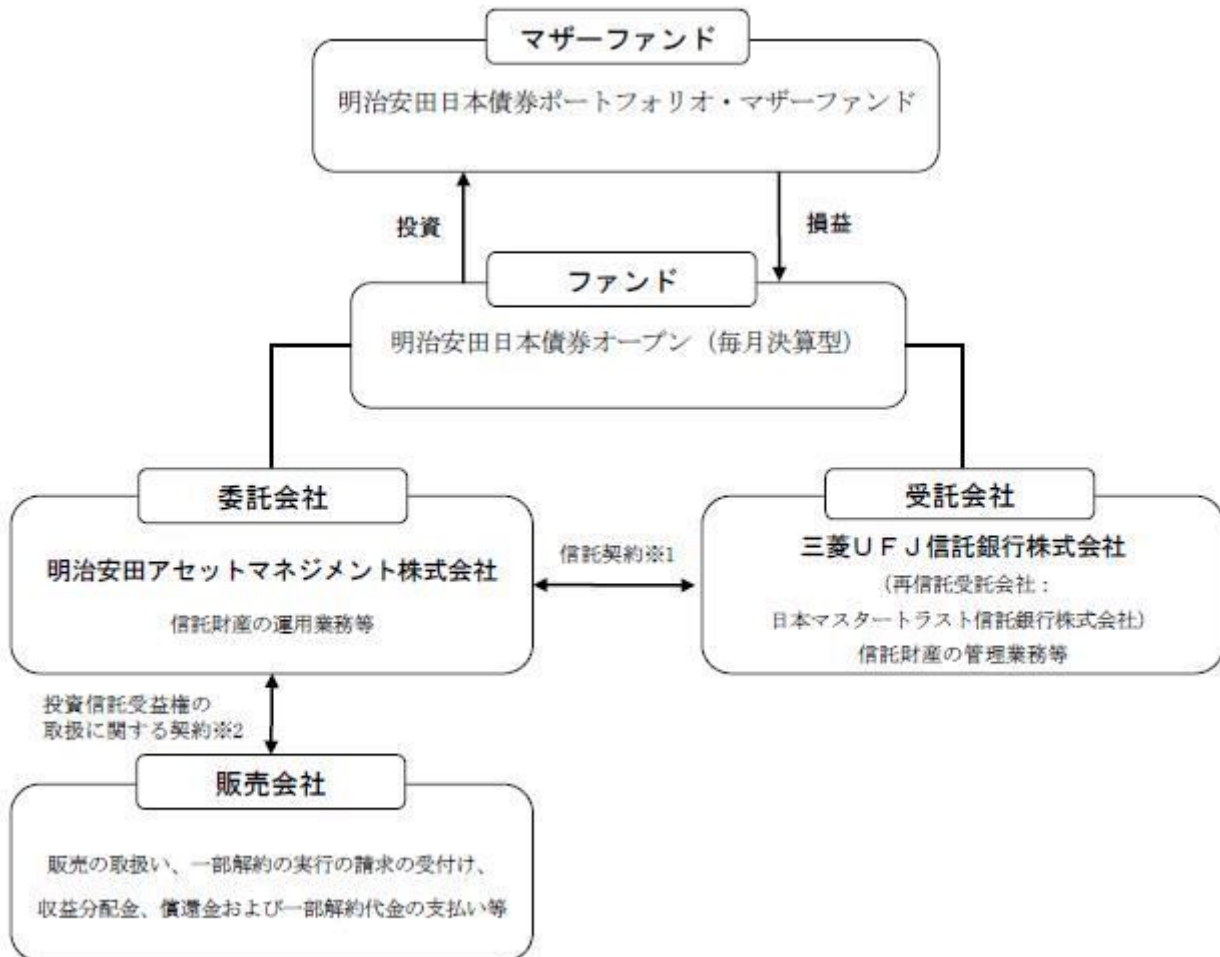 マザーファンド
明治安田日本債券ポートフォリオ・マザーファンド
投資
損益
ファンド
明治安田日本債券オープン（毎月決算型）
委託会社
明治安田アセットマネジメント株式会社
信託財産の運用業務等
信託契約※1
受託会社
三菱ＵＦＪ信託銀行株式会社
（再信託受託会社：
日本マスタートラスト信託銀行株式会社）
信託財産の管理業務等
投資信託受益権の
取扱に関する契約※2
販売会社
販売の取扱い、一部解約の実行の請求の受付け、
収益分配金、償還金および一部解約代金の支払い等